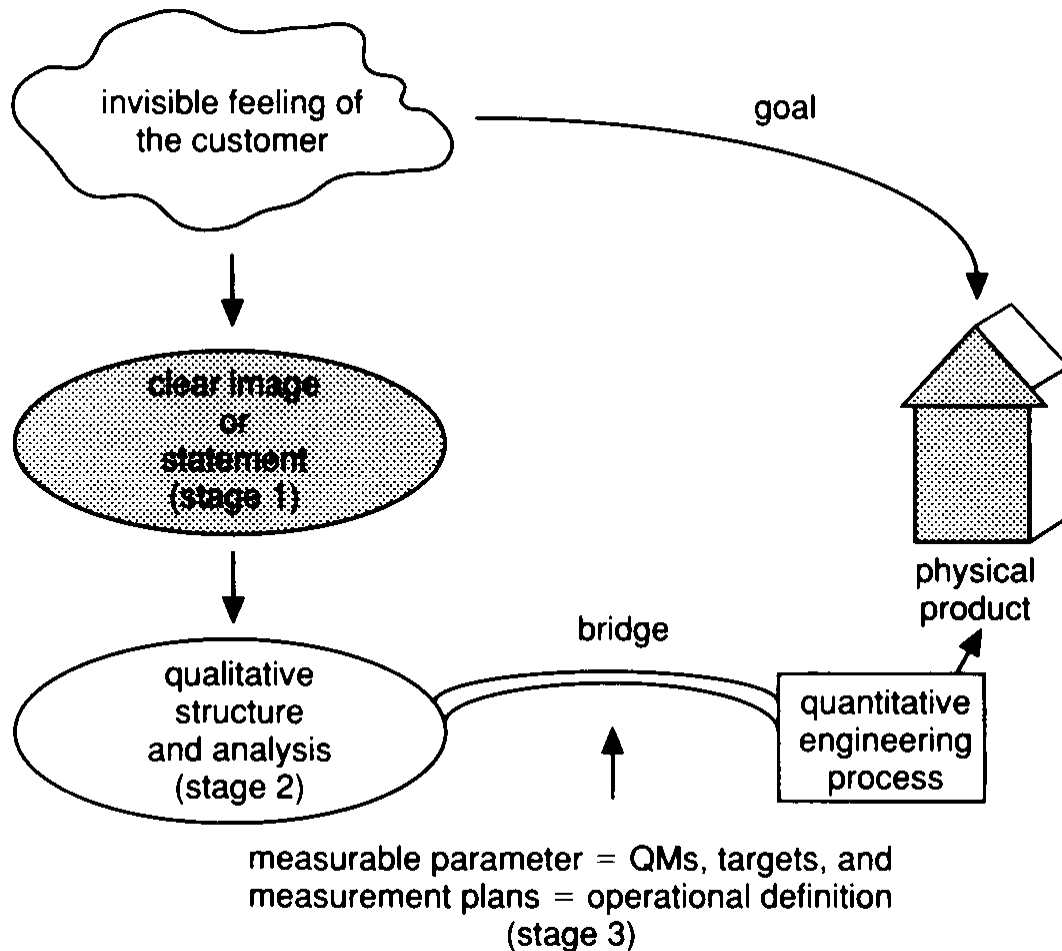 invisible feeling of
the customer
goal
clear image
or
statement
(stage 1)
physical
product
bridge
qualitative
structure
and analysis
(stage 2)
quantitative
engineering
process
measurable parameter = QMs, targets, and
measurement plans = operational definition
(stage 3)